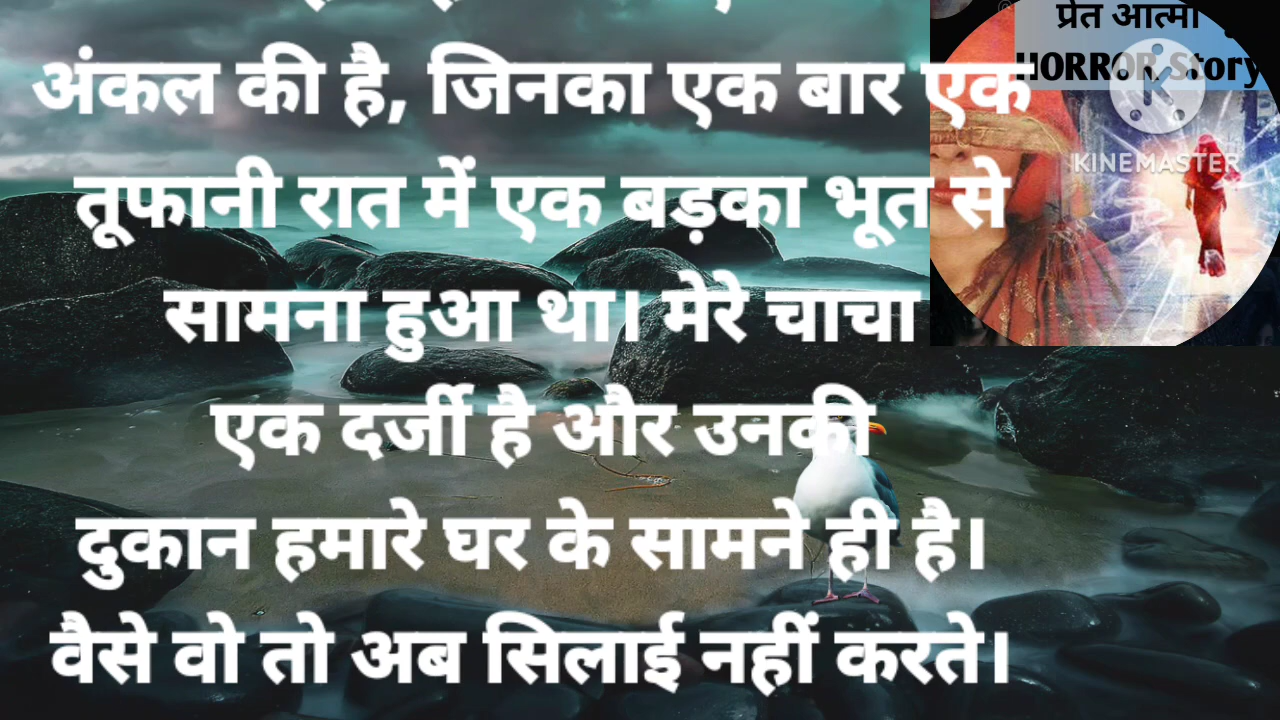 अंकल की है, जिनका एक बार एक
तूफानी रात में एक बड़का भूत से
सामना हुआ था। मेरे चाचा
एक दर्जी है और उनकी
दुकान हमारे घर के सामने ही है।
वैसे वो तो अब सिलाई नहीं करते।
प्रेत आत्मा
HORROR Story
KINEMASTER